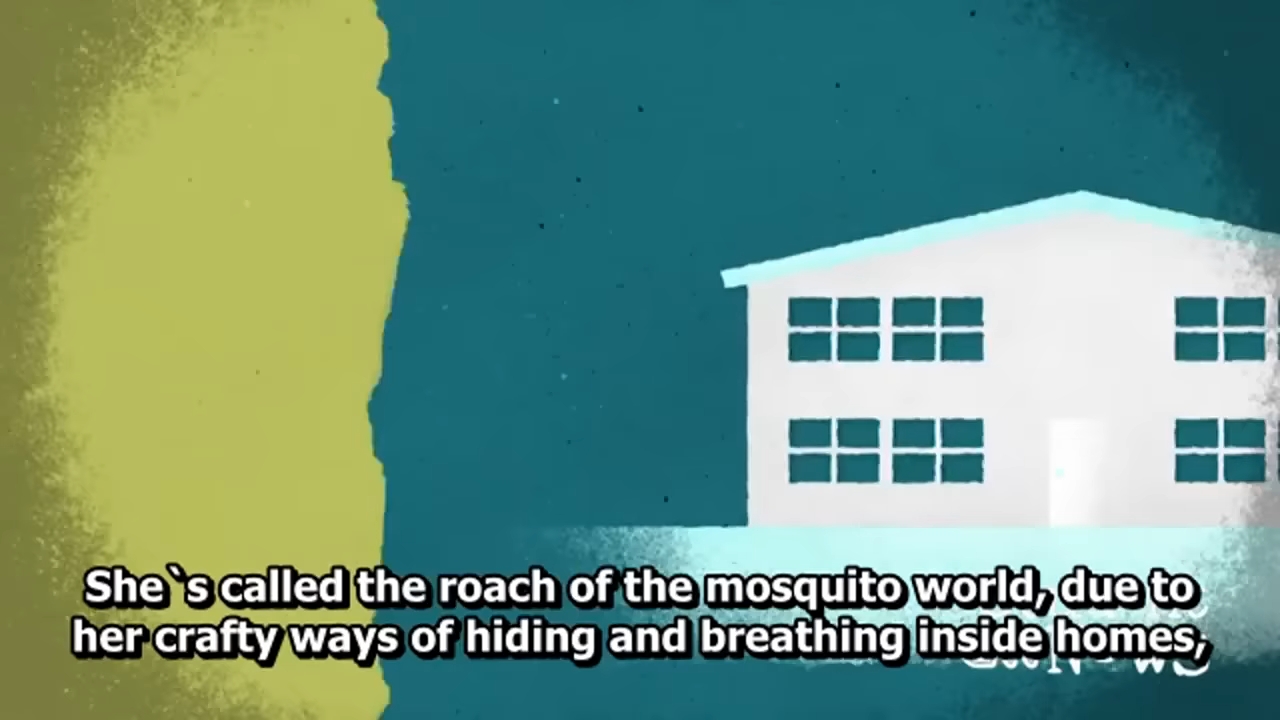 She`s called the roach of the mosquito world, due to
her crafty ways of hiding and breathing inside homes,